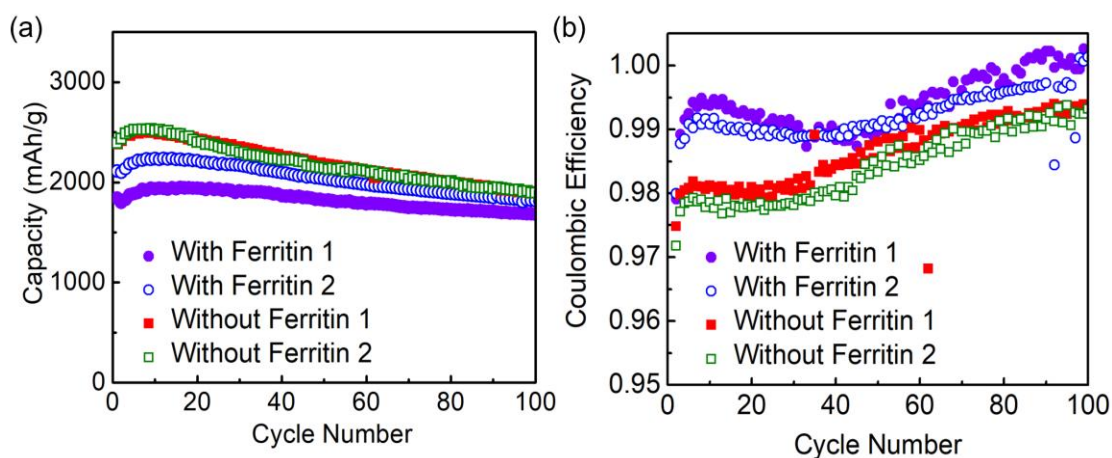 (a)
Capacity (mAh/g)
3000
2000
1000
0
With Ferritin 1
With Ferritin 2
Without Ferritin 1
Without Ferritin 2
0 20 40 60 80 100
Cycle Number
(b)
Coulombic Efficiency
1.00
0.99
0.98
0.97
0.96
0.95
With Ferritin 1
With Ferritin 2
Without Ferritin 1
Without Ferritin 2
0 20 40 60 80 100
Cycle Number